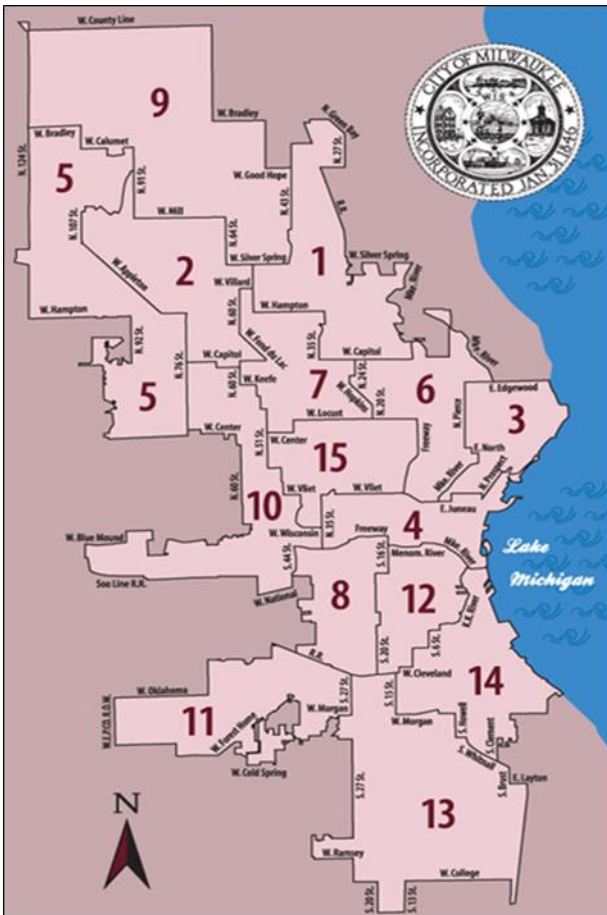 W. County Line
CITY OF MILWAUKEE
INCORPORATED JAN. 31 1846
9
N. Green Bay
W. Bradley
W. Bradley
W. Calumet
N. 27 St.
N. 124 St.
5
N. 91 St.
W. Good Hope
N. 43 St.
R.R.
N. 107 St.
W. Mill
N. 64 St.
W. Silver Spring
W. Silver Spring
1
2
W. Appleton
W. Villard
Mke. River
W. Hampton
N. 60 St.
W. Hampton
N. 92 St.
N. 76 St.
W. Fond du Lac
N. 35 St.
W. Capitol
W. Capitol
Mke. River
5
N. 60 St.
W. Keefe
7
N. 24 St.
W. Hopkins
N. 20 St.
6
E. Edgewood
N. Pierce
3
W. Locust
W. Center
N. 51 St.
W. Center
Freeway
E. North
15
Mke. River
N. Prospect
N. 60 St.
10
W. Vliet
W. Vliet
E. Juneau
N. 35 St.
4
W. Blue Mound
W. Wisconsin
Freeway
Mke. River
Lake
Michigan
Soo Line R.R.
S. 44 St.
S. 16 St.
Menom. River
W. National
8
12
K.K. River
S. 20 St.
S. 6 St.
R.R.
W. Cleveland
14
W. Oklahoma
S. 27 St.
S. 15 St.
11
W. Morgan
W. Morgan
S. Howell
S. Clement
W. Forest Home
S. Whitnall
W. Cold Spring
S. Brust
E. Layton
N
S. 27 St.
13
W. Ramsey
W. College
S. 20 St.
S. 13 St.